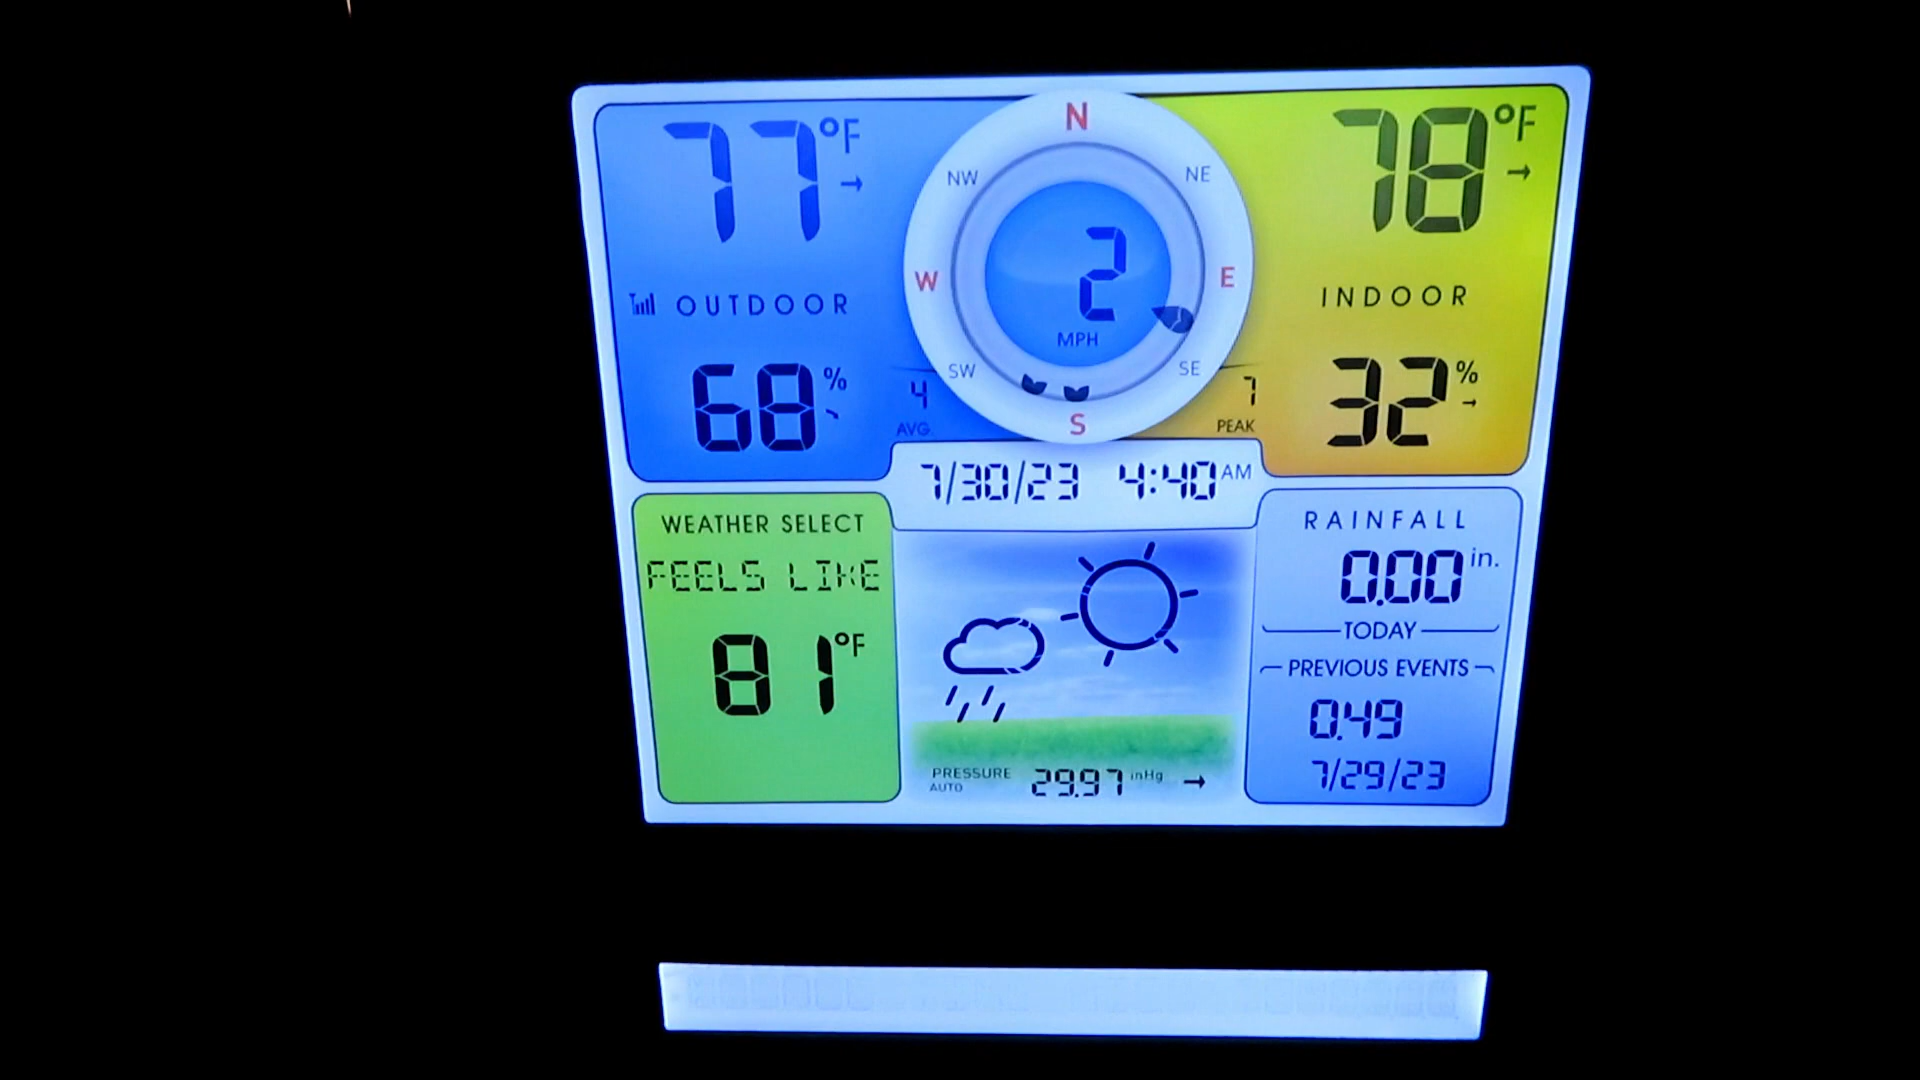 77 °F
OUTDOOR
68 %
N
NW
NE
W
E
2
MPH
SW
SE
S
4
AVG.
7
PEAK
78 °F
INDOOR
32 %
7/30/23 4:40 AM
WEATHER SELECT
FEELS LIKE
81 °F
PRESSURE
AUTO
29.97 inHg
RAINFALL
0.00 in.
TODAY
PREVIOUS EVENTS
0.49
7/29/23